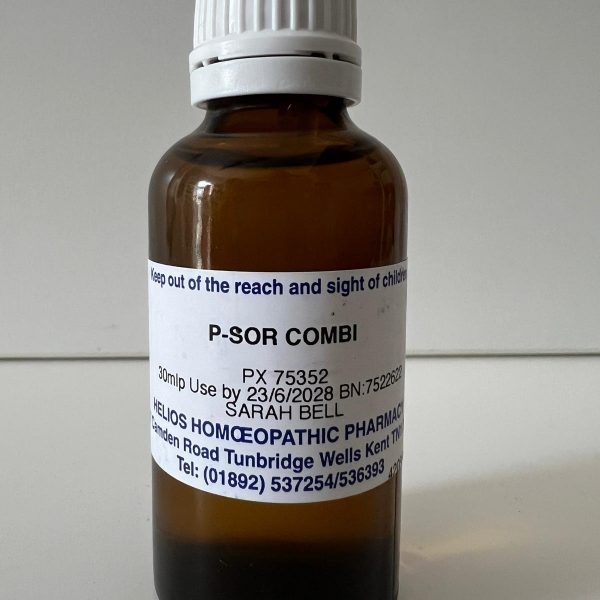 Keep out of the reach and sight of children
P-SOR COMBI
PX 75352
30mlp Use by 23/6/2028 BN:7522622
SARAH BELL
HELIOS HOMŒOPATHIC PHARMACY
Camden Road Tunbridge Wells Kent
Tel: (01892) 537254/536393